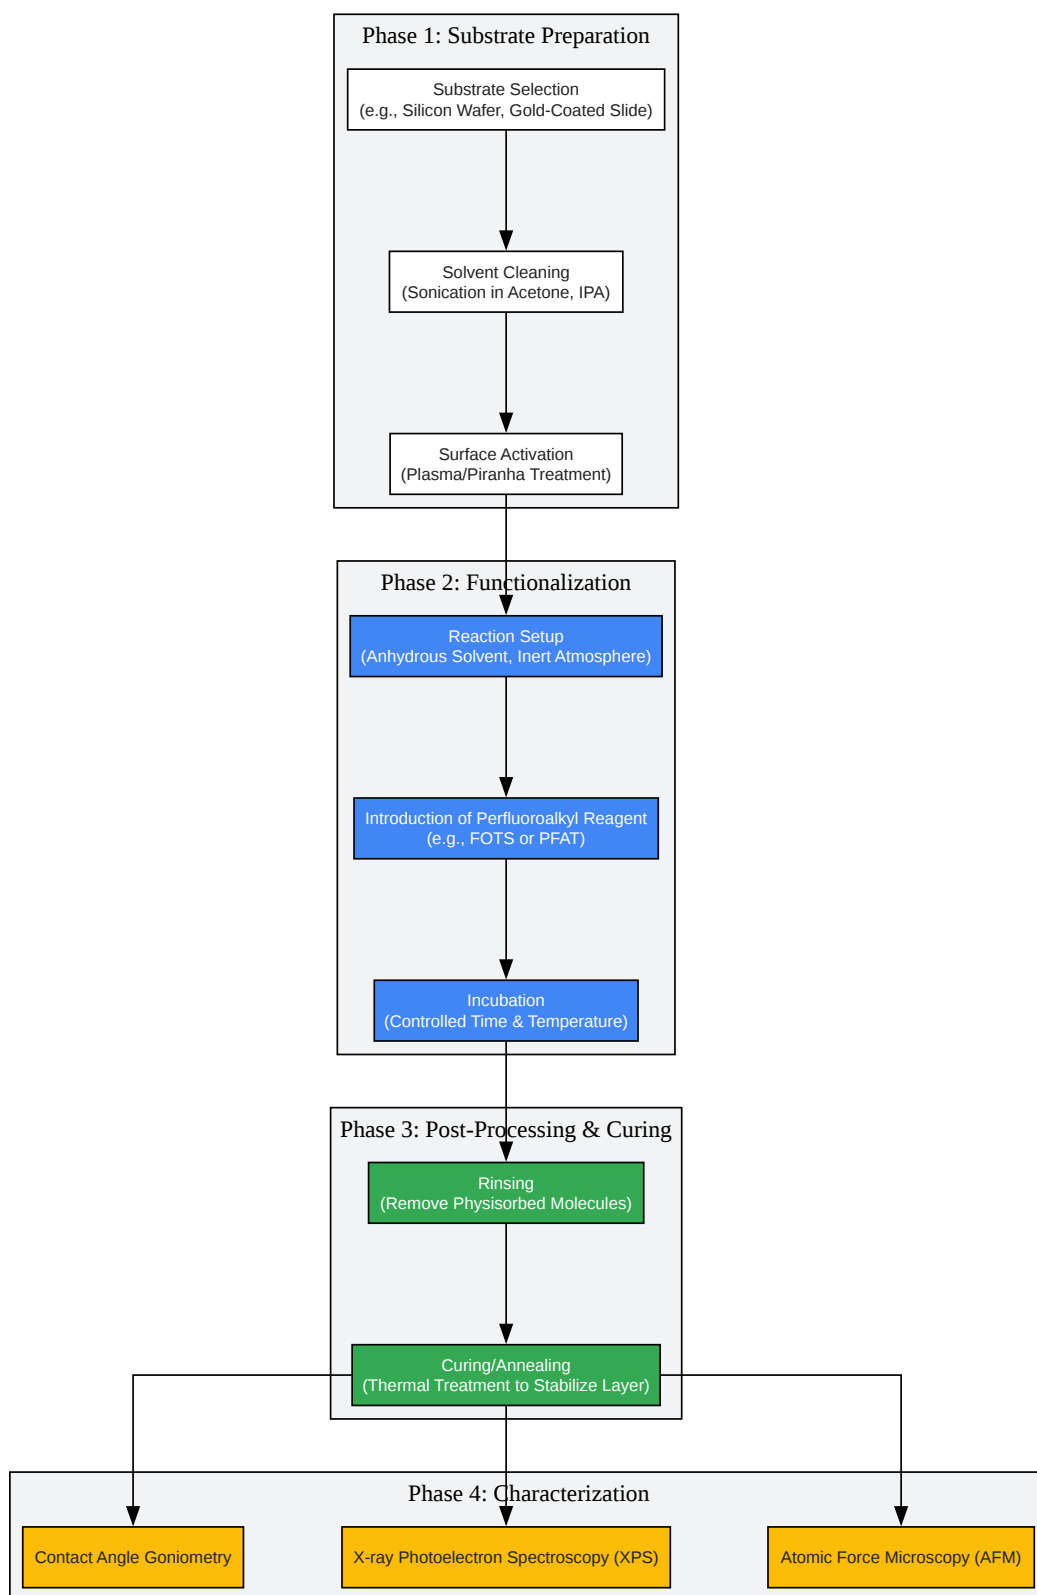 Phase 1: Substrate Preparation
Substrate Selection
(e.g., Silicon Wafer, Gold-Coated Slide)
Solvent Cleaning
(Sonication in Acetone, IPA)
Surface Activation
(Plasma/Piranha Treatment)
Phase 2: Functionalization
Reaction Setup
(Anhydrous Solvent, Inert Atmosphere)
Introduction of Perfluoroalkyl Reagent
(e.g., FOTS or PFAT)
Incubation
(Controlled Time & Temperature)
Phase 3: Post-Processing & Curing
Rinsing
(Remove Physisorbed Molecules)
Curing/Annealing
(Thermal Treatment to Stabilize Layer)
Phase 4: Characterization
Contact Angle Goniometry
X-ray Photoelectron Spectroscopy (XPS)
Atomic Force Microscopy (AFM)